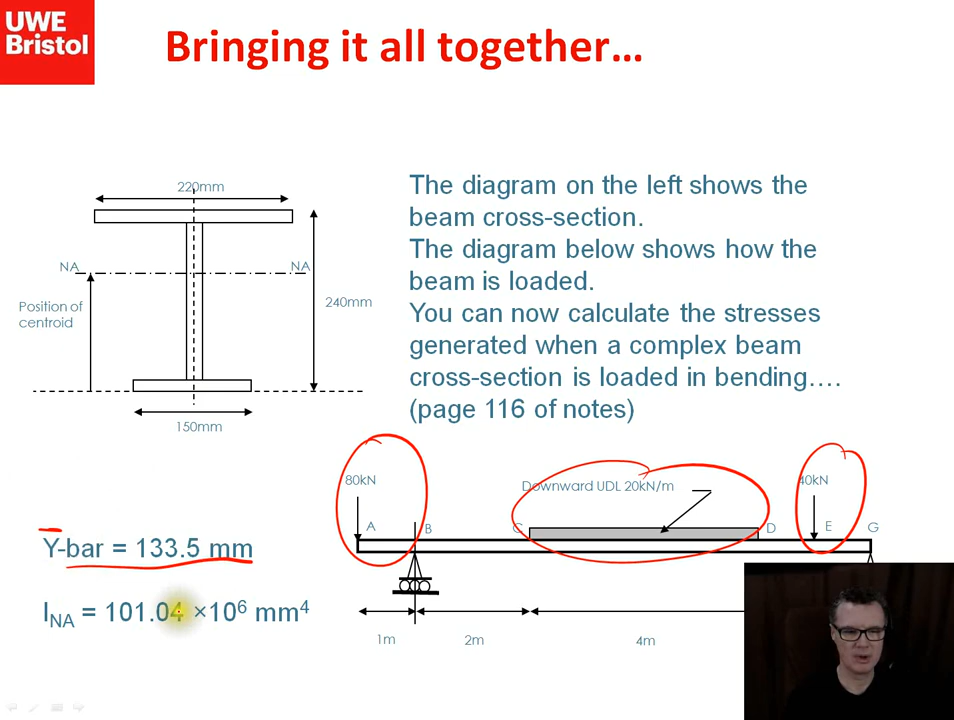 UWE
Bristol
Bringing it all together...
220mm
NA
NA
Position of
centroid
240mm
150mm
The diagram on the left shows the
beam cross-section.
The diagram below shows how the
beam is loaded.
You can now calculate the stresses
generated when a complex beam
cross-section is loaded in bending….
(page 116 of notes)
80kN
Downward UDL 20kN/m
40kN
A
B
C
D
E
G
1m
2m
4m
Y-bar = 133.5 mm
INA = 101.04 ×10⁶ mm⁴